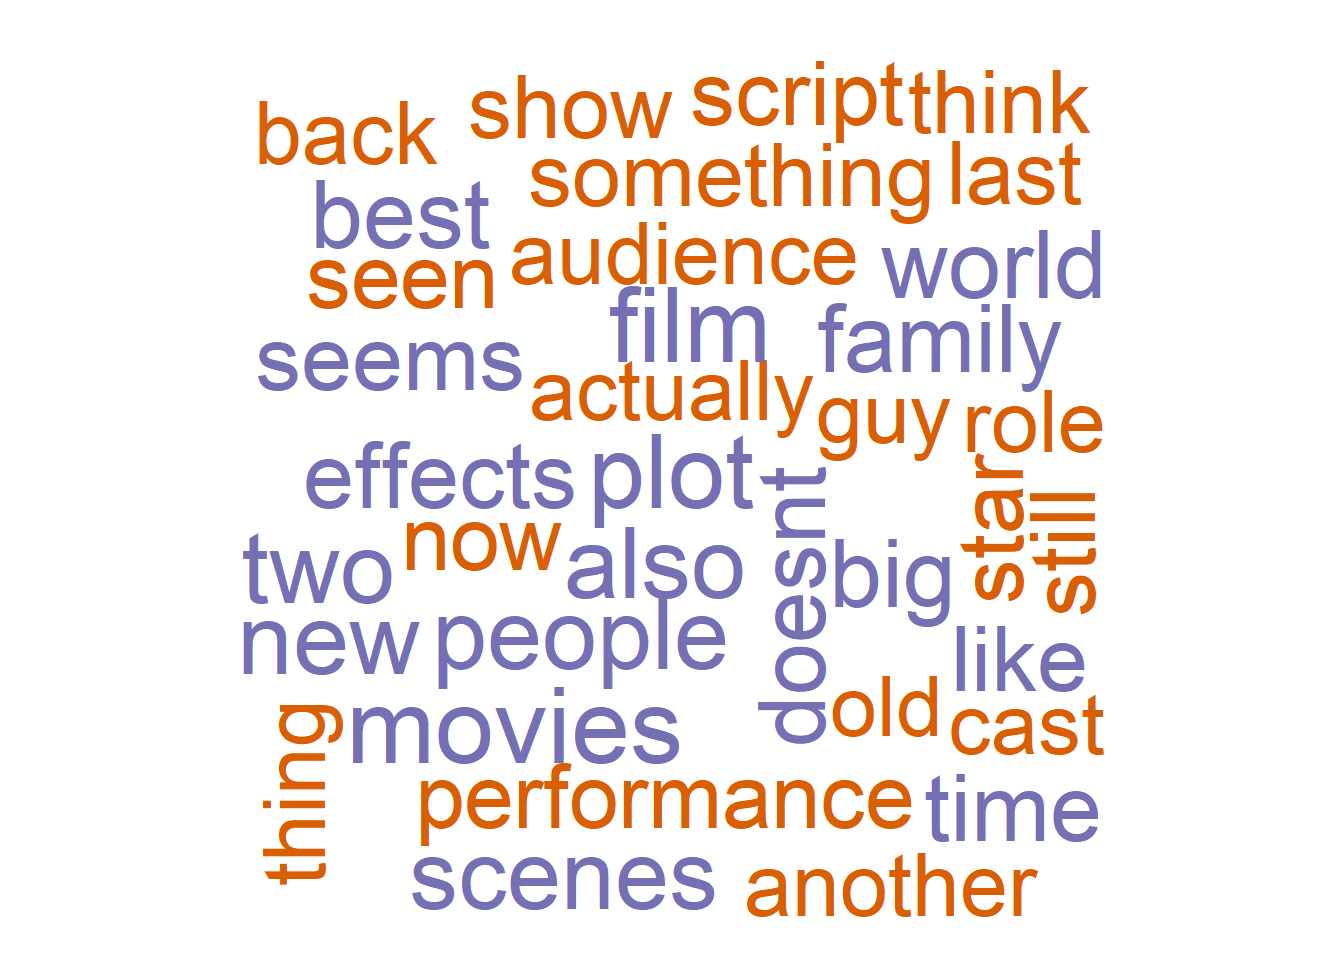 back
show
script
think
something
last
best
seen
audience
world
film
family
seems
actually
guy
role
effects
plot
doesnt
star
still
now
two
also
big
new
people
like
old
cast
thing
movies
performance
time
scenes
another